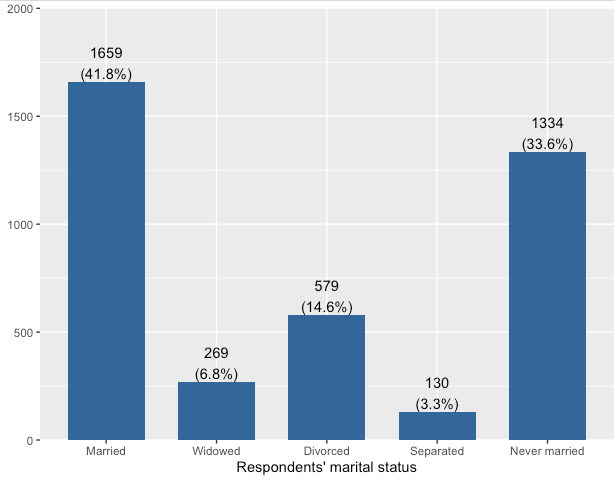 2000
1500
1000
500
0
1659
(41.8%)
269
(6.8%)
579
(14.6%)
130
(3.3%)
1334
(33.6%)
Married
Widowed
Divorced
Separated
Never married
Respondents' marital status